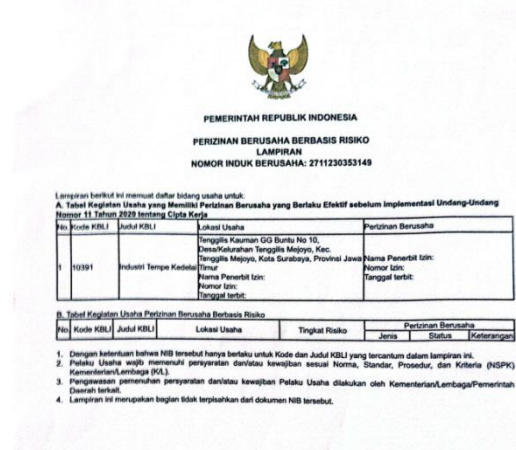 PEMERINTAH REPUBLIK INDONESIA
PERIZINAN BERUSAHA BERBASIS RISIKO
LAMPIRAN
NOMOR INDUK BERUSAHA: 2711230353149
Lampiran berikut ini memuat daftar bidang usaha untuk:
A. Tabel Kegiatan Usaha yang Memiliki Perizinan Berusaha yang Berlaku Efektif sebelum Implementasi Undang-Undang
Nomor 11 Tahun 2020 tentang Cipta Kerja
No. Kode KBLI Judul KBLI Lokasi Usaha Perizinan Berusaha
1 10391 Industri Tempe Kedelai
Tenggilis Kauman GG Buntu No 10,
Desa/Kelurahan Tenggilis Mejoyo, Kec.
Tenggilis Mejoyo, Kota Surabaya, Provinsi Jawa
Timur
Nama Penerbit Izin:
Nomor Izin:
Tanggal terbit:
Nama Penerbit Izin:
Nomor Izin:
Tanggal terbit:
B. Tabel Kegiatan Usaha Perizinan Berusaha Berbasis Risiko
No. Kode KBLI Judul KBLI Lokasi Usaha Tingkat Risiko Perizinan Berusaha
Jenis Status Keterangan
1. Dengan ketentuan bahwa NIB tersebut hanya berlaku untuk Kode dan Judul KBLI yang tercantum dalam lampiran ini.
2. Pelaku Usaha wajib memenuhi persyaratan dan/atau kewajiban sesuai Norma, Standar, Prosedur, dan Kriteria (NSPK)
Kementerian/Lembaga (K/L).
3. Pengawasan pemenuhan persyaratan dan/atau kewajiban Pelaku Usaha dilakukan oleh Kementerian/Lembaga/Pemerintah
Daerah terkait.
4. Lampiran ini merupakan bagian tidak terpisahkan dari dokumen NIB tersebut.